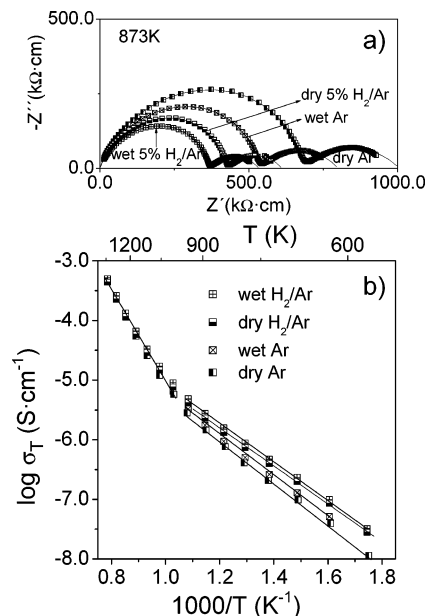 500.0
873K
a)
-Z´´(kΩ·cm)
dry 5% H2/Ar
wet Ar
wet 5% H2/Ar
dry Ar
0.0
0.0 500.0 1000.0
Z´(kΩ·cm)
T (K)
1200 900 600
-3.0
b)
wet H2/Ar
-4.0
dry H2/Ar
wet Ar
dry Ar
-5.0
log σT (S·cm-1)
-6.0
-7.0
-8.0
0.8 1.0 1.2 1.4 1.6 1.8
1000/T (K-1)